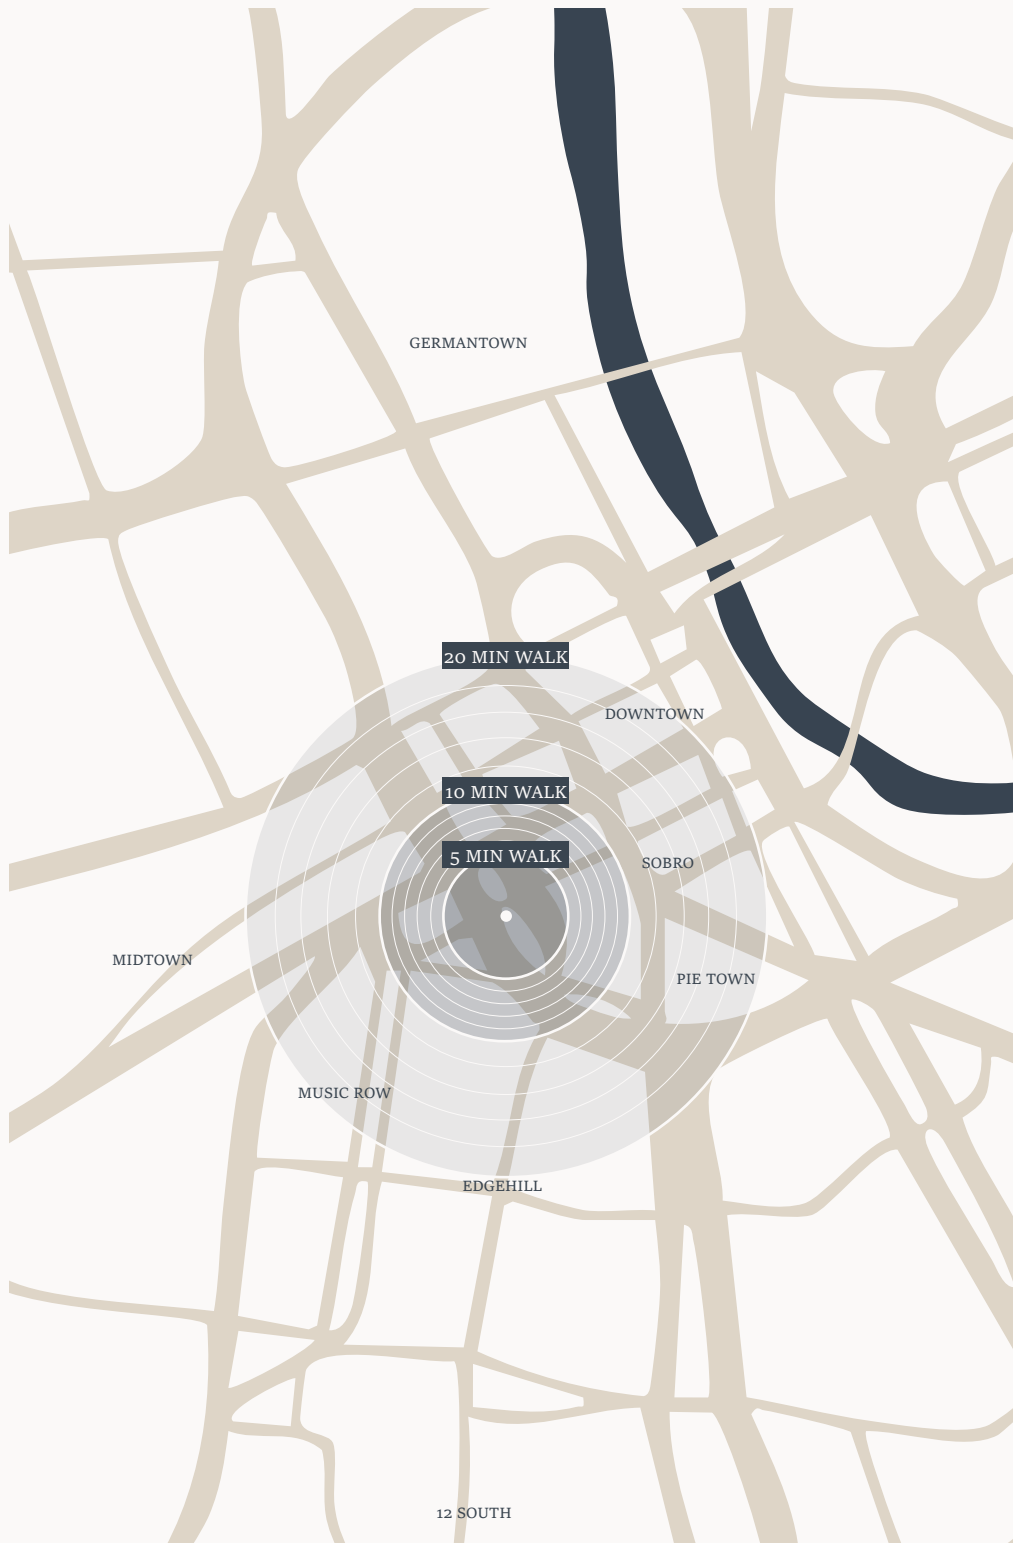 GERMANTOWN
20 MIN WALK
DOWNTOWN
10 MIN WALK
5 MIN WALK
SOBRO
MIDTOWN
PIE TOWN
MUSIC ROW
EDGEHILL
12 SOUTH